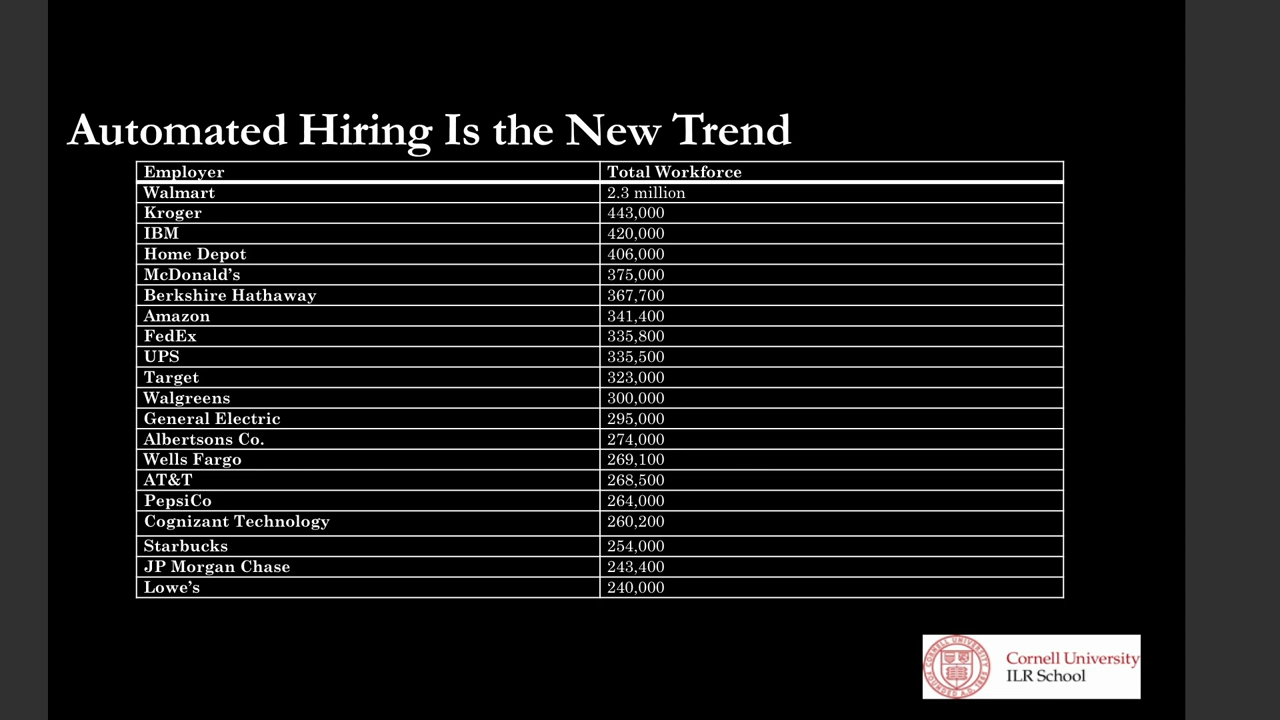 Automated Hiring Is the New Trend
Employer Total Workforce
Walmart 2.3 million
Kroger 443,000
IBM 420,000
Home Depot 406,000
McDonald’s 375,000
Berkshire Hathaway 367,700
Amazon 341,400
FedEx 335,800
UPS 335,500
Target 323,000
Walgreens 300,000
General Electric 295,000
Albertsons Co. 274,000
Wells Fargo 269,100
AT&T 268,500
PepsiCo 264,000
Cognizant Technology 260,200
Starbucks 254,000
JP Morgan Chase 243,400
Lowe’s 240,000
Cornell University
ILR School